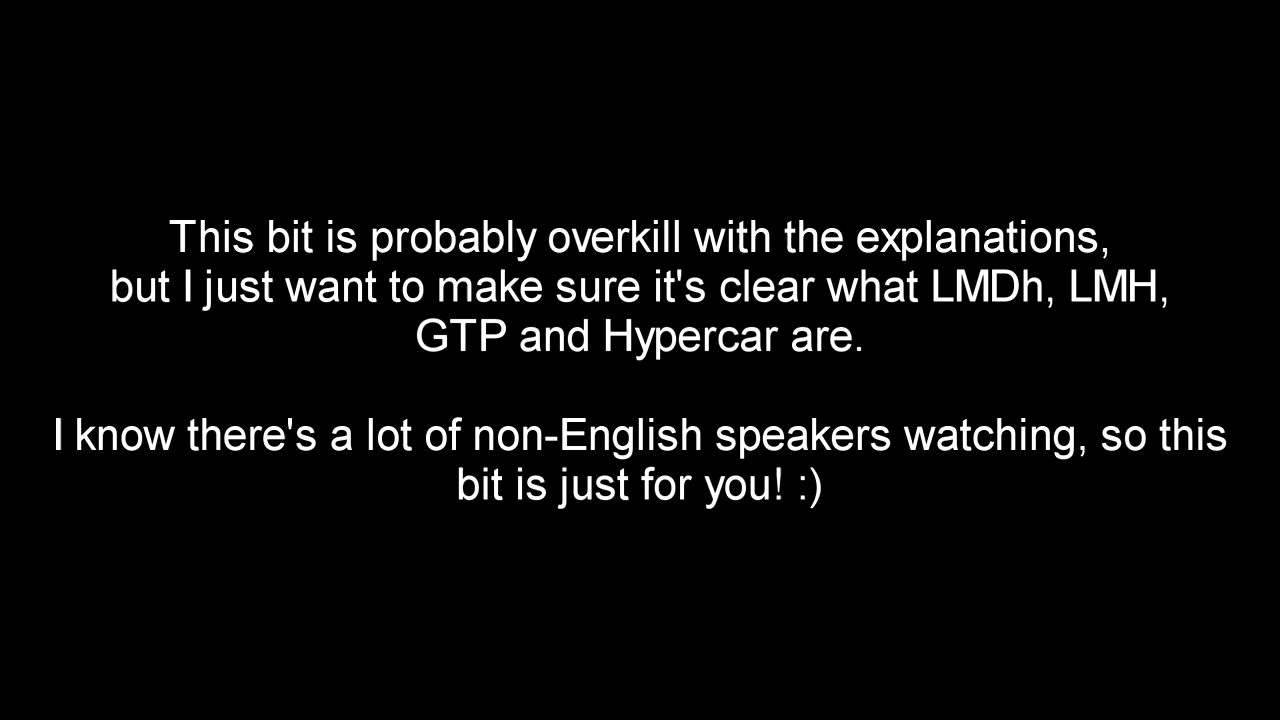 This bit is probably overkill with the explanations,
but I just want to make sure it's clear what LMDh, LMH,
GTP and Hypercar are.
I know there's a lot of non-English speakers watching, so this
bit is just for you! :)